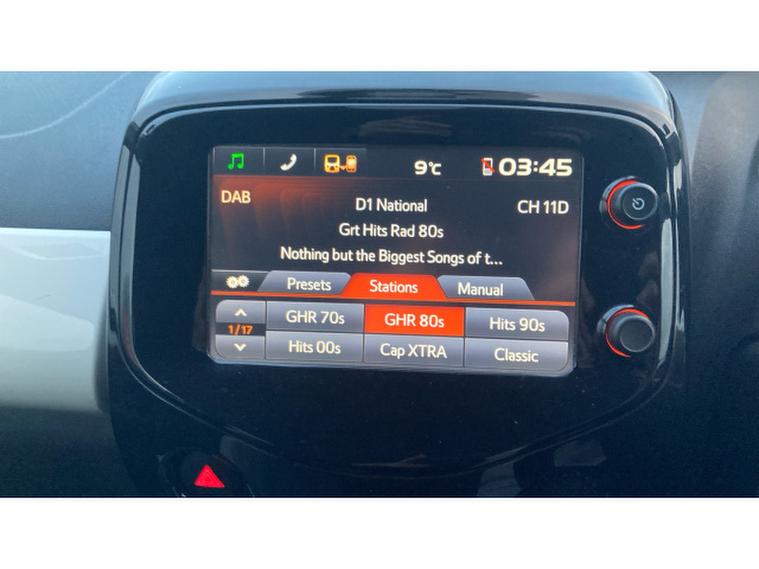 9°C 03:45
DAB D1 National CH 11D
Grt Hits Rad 80s
Nothing but the Biggest Songs of t...
Presets Stations Manual
GHR 70s GHR 80s Hits 90s
1/17
Hits 00s Cap XTRA Classic